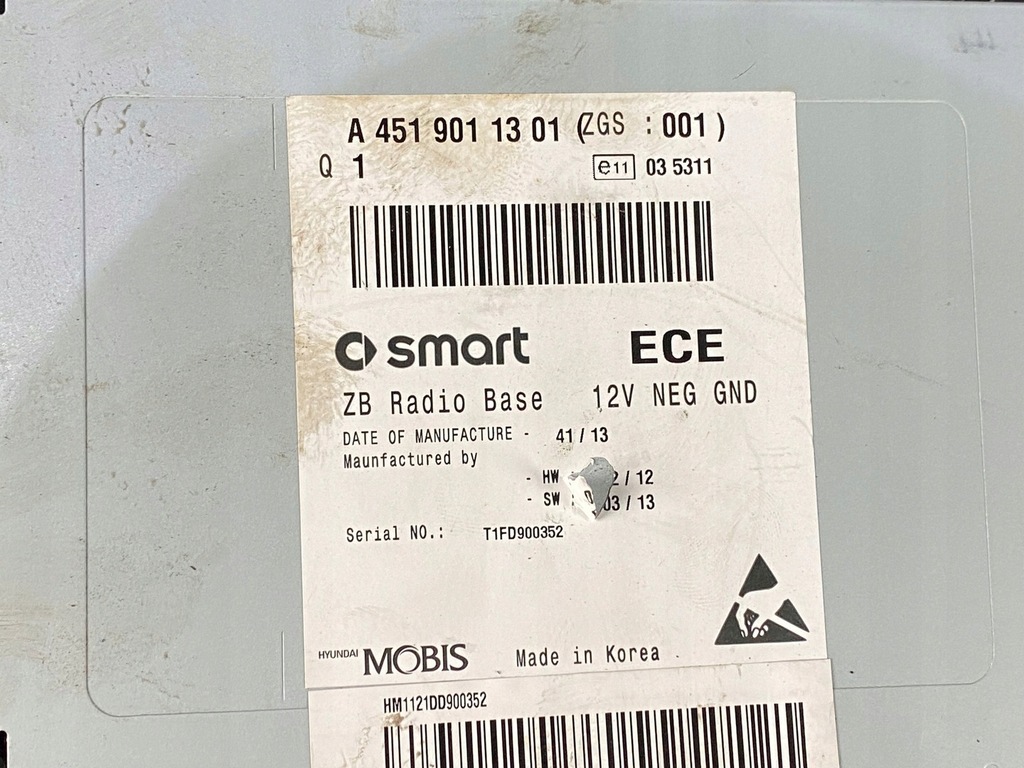 A 451 901 13 01 (ZGS : 001 )
Q 1 e11 03 5311
smart ECE
ZB Radio Base 12V NEG GND
DATE OF MANUFACTURE - 41 / 13
Maunfactured by
- HW / 12
- SW : 03 / 13
Serial NO.: T1FD900352
HYUNDAI MOBIS Made in Korea
HM1121DD900352